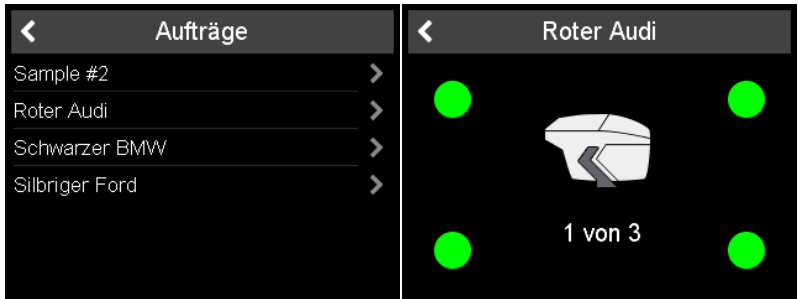 Aufträge
Sample #2
Roter Audi
Schwarzer BMW
Silbriger Ford
Roter Audi
1 von 3